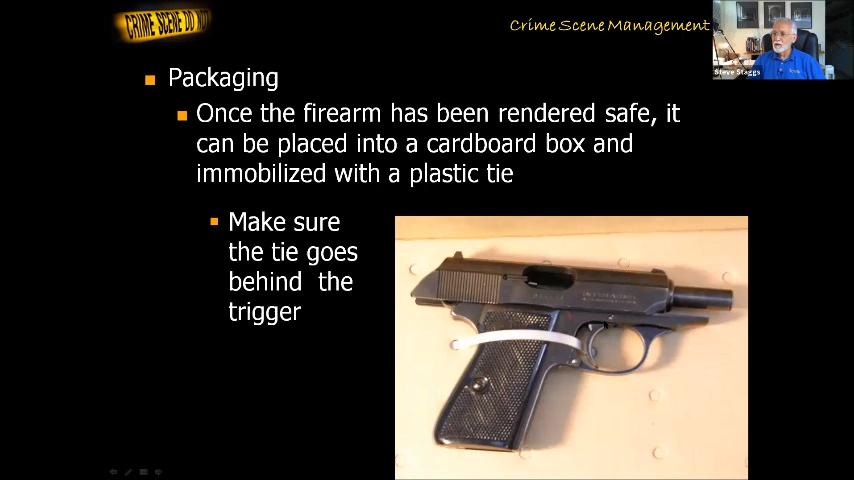 CRIME SCENE DO NOT
Crime Scene Management
Steve Staggs
Packaging
Once the firearm has been rendered safe, it
can be placed into a cardboard box and
immobilized with a plastic tie
Make sure
the tie goes
behind the
trigger